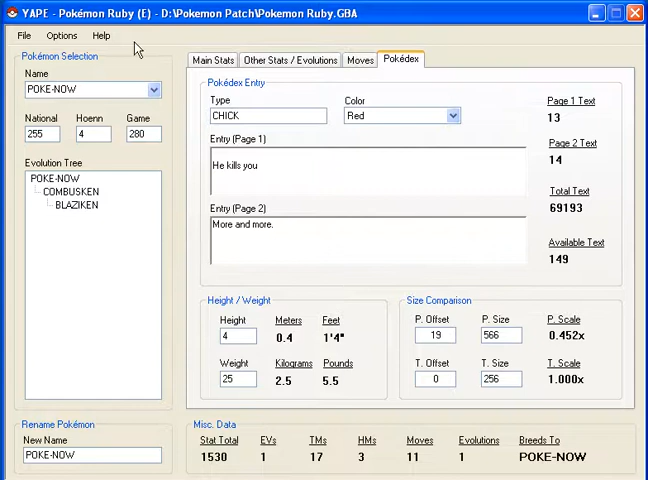 YAPE - Pokémon Ruby (E) - D:\Pokemon Patch\Pokemon Ruby.GBA
File Options Help
Pokémon Selection
Name
POKE-NOW
National Hoenn Game
255 4 280
Evolution Tree
POKE-NOW
COMBUSKEN
BLAZIKEN
Rename Pokémon
New Name
POKE-NOW
Main Stats Other Stats / Evolutions Moves Pokédex
Pokédex Entry
Type Color
CHICK Red
Entry (Page 1)
He kills you
Entry (Page 2)
More and more.
Page 1 Text
13
Page 2 Text
14
Total Text
69193
Available Text
149
Height / Weight
Height Meters Feet
4 0.4 1'4"
Weight Kilograms Pounds
25 2.5 5.5
Size Comparison
P. Offset P. Size P. Scale
19 566 0.452x
T. Offset T. Size T. Scale
0 256 1.000x
Misc. Data
Stat Total EVs TMs HMs Moves Evolutions Breeds To
1530 1 17 3 11 1 POKE-NOW